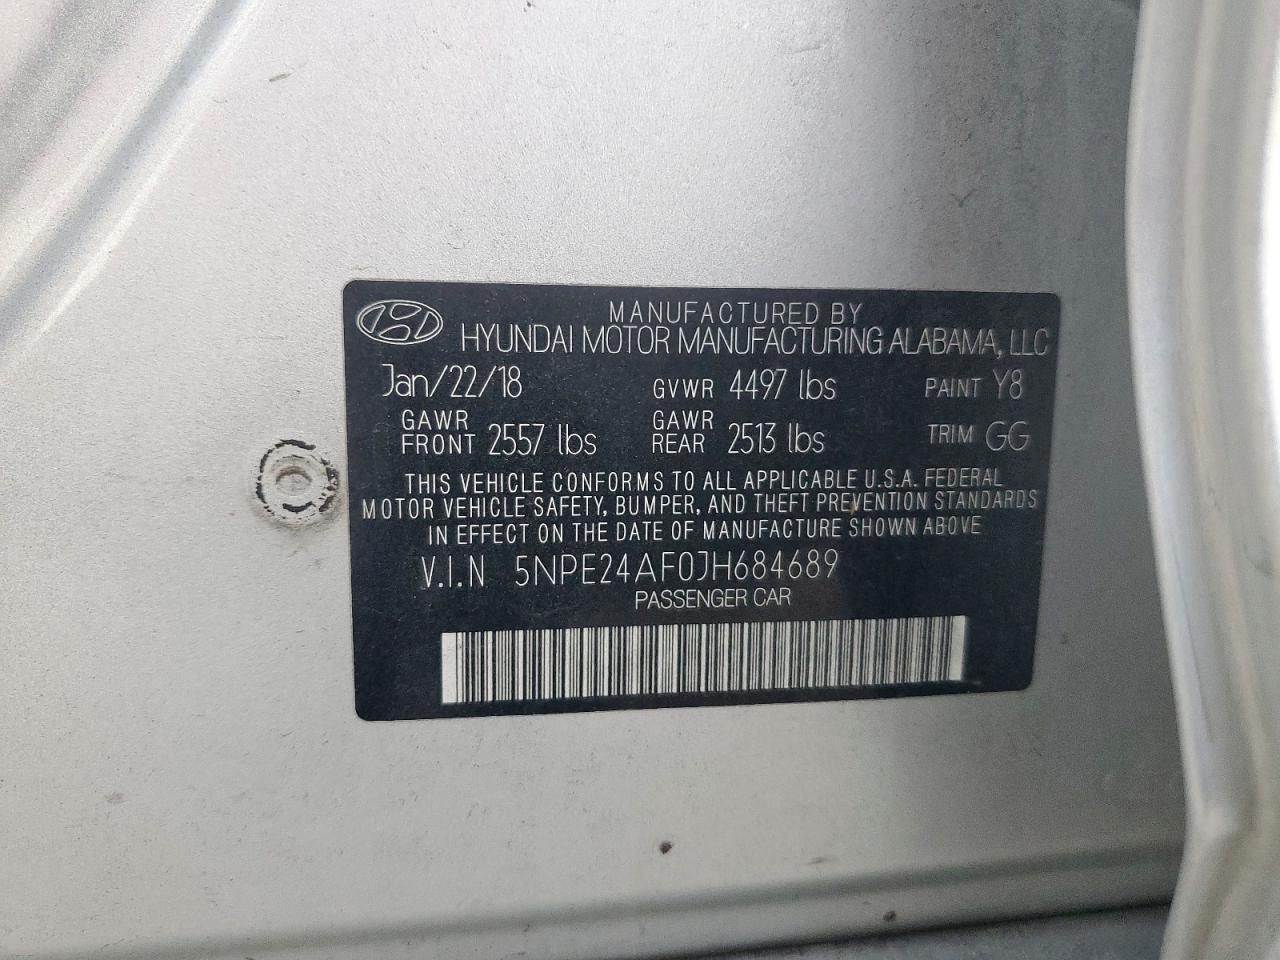 MANUFACTURED BY
HYUNDAI MOTOR MANUFACTURING ALABAMA, LLC
Jan/22/18 GVWR 4497 lbs PAINT Y8
GAWR FRONT 2557 lbs GAWR REAR 2513 lbs TRIM GG
THIS VEHICLE CONFORMS TO ALL APPLICABLE U.S.A. FEDERAL
MOTOR VEHICLE SAFETY, BUMPER, AND THEFT PREVENTION STANDARDS
IN EFFECT ON THE DATE OF MANUFACTURE SHOWN ABOVE
V.I.N 5NPE24AF0JH684689
PASSENGER CAR